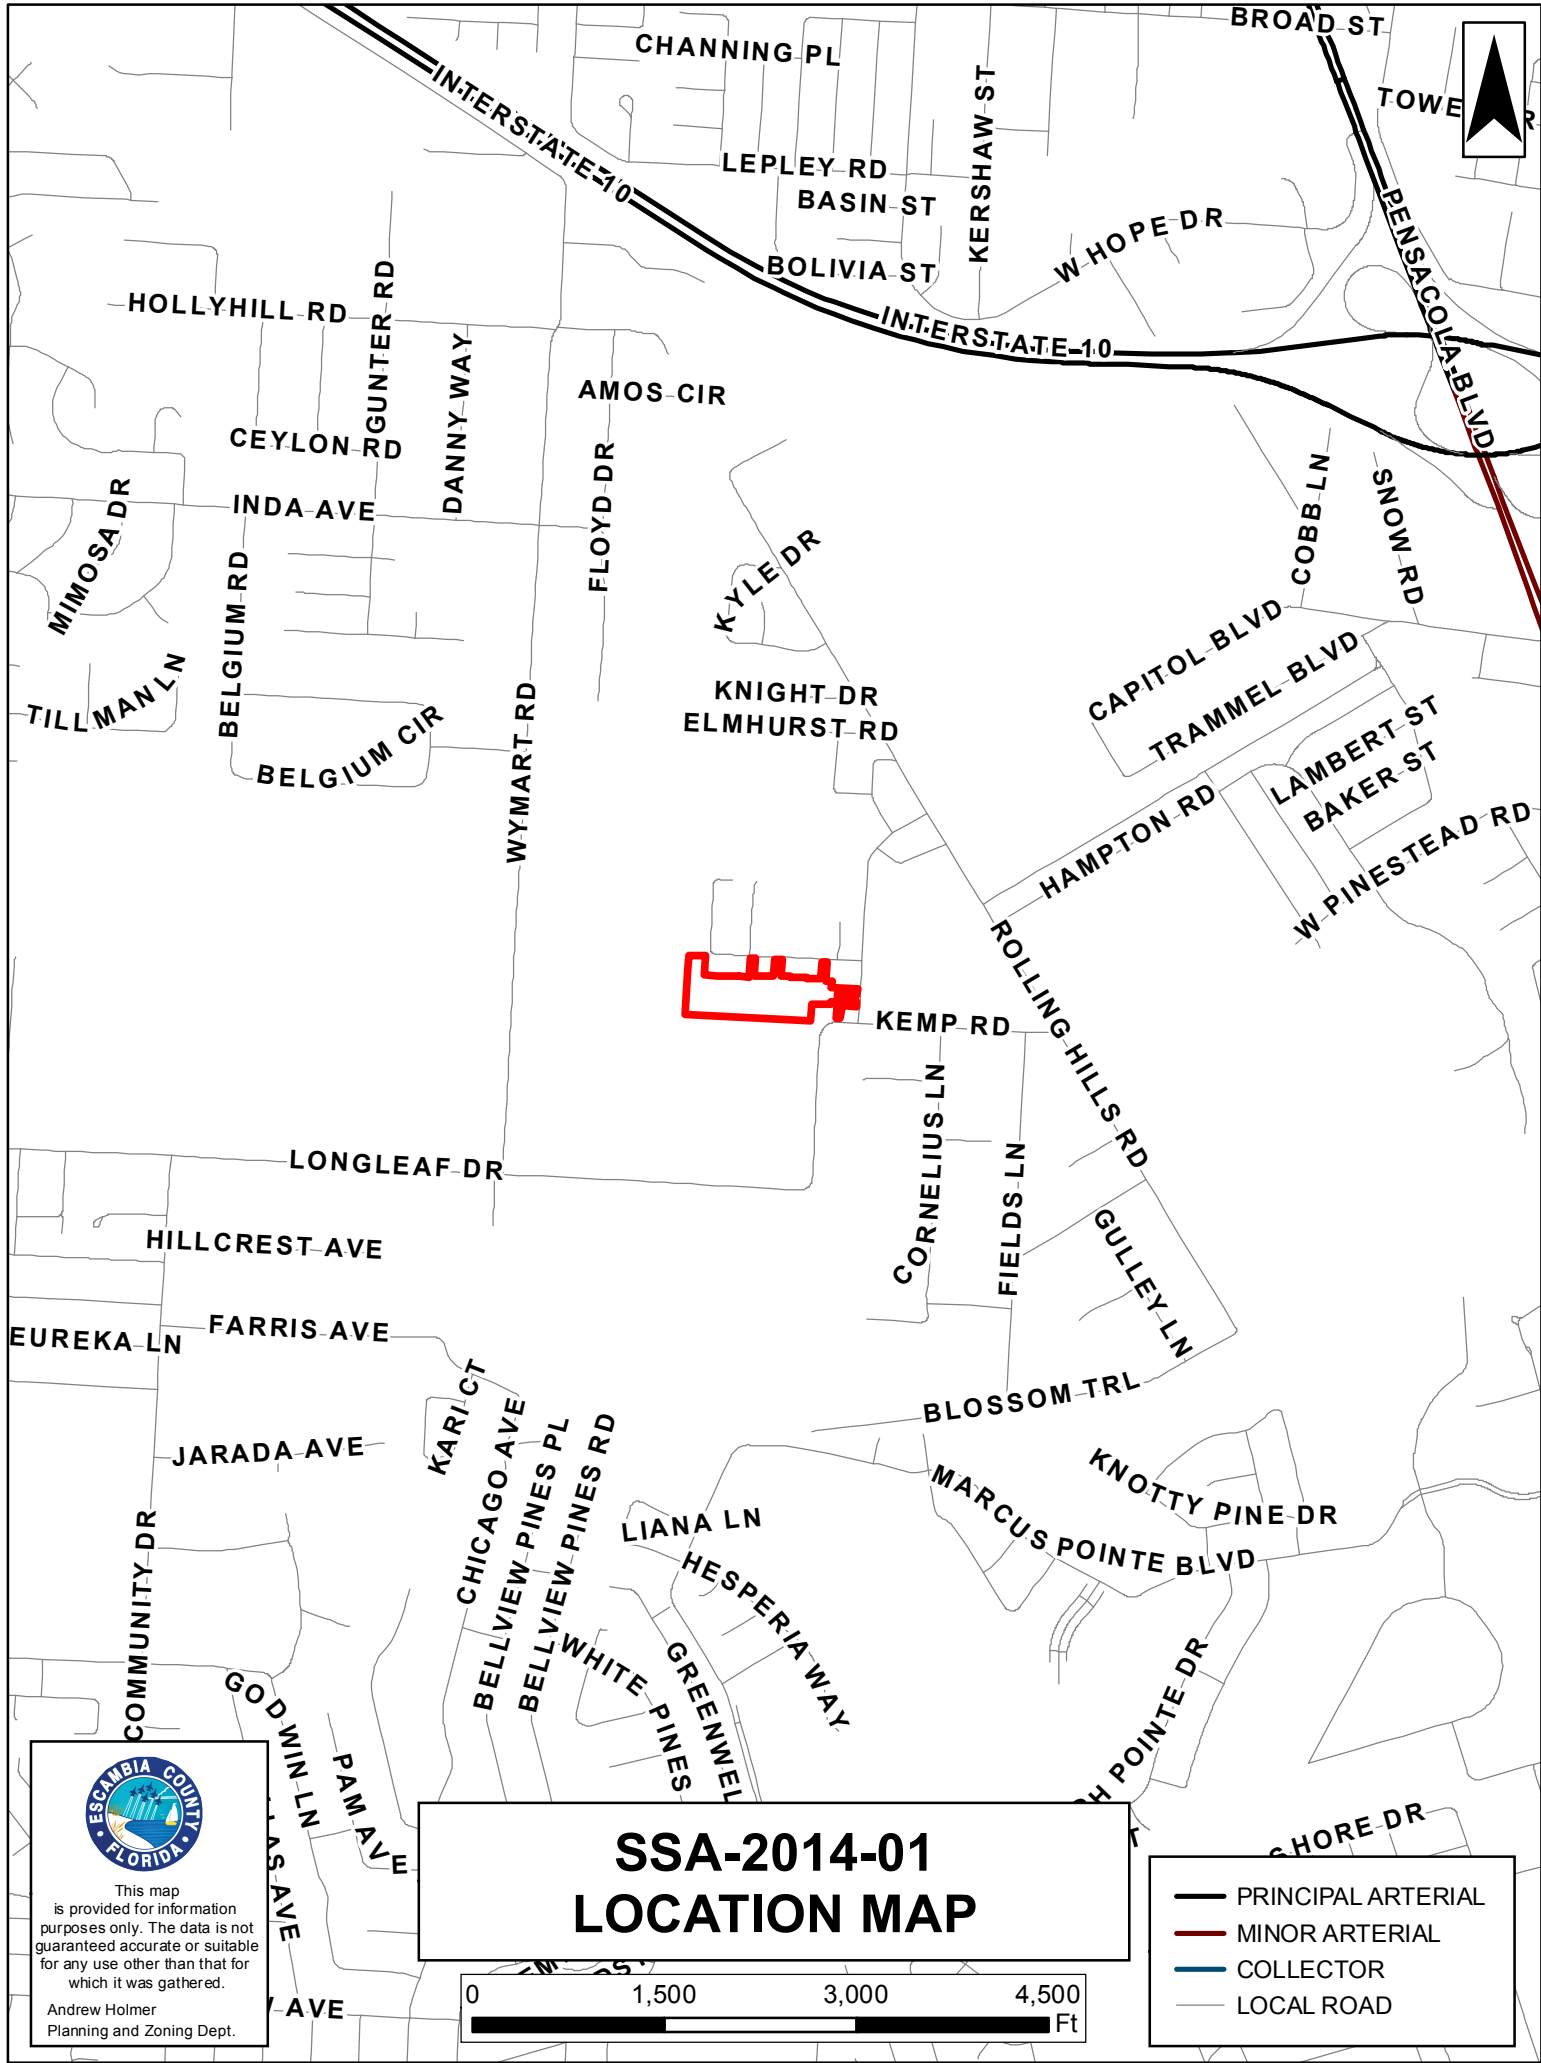 BROAD ST
CHANNING PL
INTERSTATE-10
KERSHAW ST
LEPLEY RD
BASIN ST
W HOPE DR
PENSACOLA BLVD
BOLIVIA ST
HOLLYHILL RD
GUNTER RD
INTERSTATE-10
DANNY WAY
AMOS CIR
CEYLON RD
FLOYD DR
COBB LN
SNOW RD
MIMOSA DR
INDA AVE
KYLE DR
BELGIUM RD
CAPITOL BLVD
TRAMMEL BLVD
TILLMAN LN
KNIGHT DR
ELMHURST RD
BELGIUM CIR
WYMART RD
LAMBERT ST
BAKER ST
HAMPTON RD
W PINESTEAD RD
ROLLING HILLS RD
KEMP RD
CORNELIUS LN
FIELDS LN
LONGLEAF DR
HILLCREST AVE
GULLEY LN
EUREKA LN
FARRIS AVE
KARI CT
BLOSSOM TRL
CHICAGO AVE
BELLVIEW PINES PL
BELLVIEW PINES RD
JARADA AVE
KNOTTY PINE DR
MARCUS POINTE BLVD
LIANA LN
HESPERIA WAY
COMMUNITY DR
WHITE PINES
GREENWEL
GODWIN LN
PAM AVE
POINTE DR
SHORE DR
AVE
AVE
ESCAMBIA COUNTY
FLORIDA
This map
is provided for information
purposes only. The data is not
guaranteed accurate or suitable
for any use other than that for
which it was gathered.
Andrew Holmer
Planning and Zoning Dept.
SSA-2014-01
LOCATION MAP
0 1,500 3,000 4,500
Ft
PRINCIPAL ARTERIAL
MINOR ARTERIAL
COLLECTOR
LOCAL ROAD